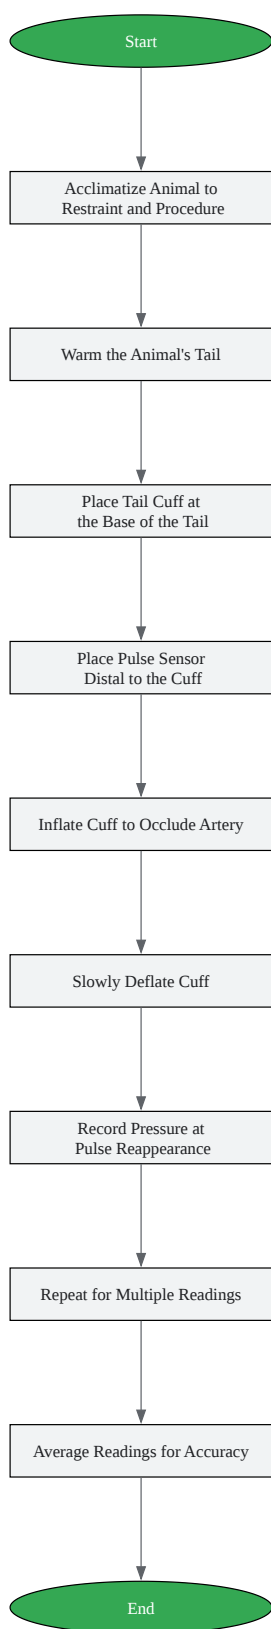 Start
Acclimatize Animal to
Restraint and Procedure
Warm the Animal's Tail
Place Tail Cuff at
the Base of the Tail
Place Pulse Sensor
Distal to the Cuff
Inflate Cuff to Occlude Artery
Slowly Deflate Cuff
Record Pressure at
Pulse Reappearance
Repeat for Multiple Readings
Average Readings for Accuracy
End